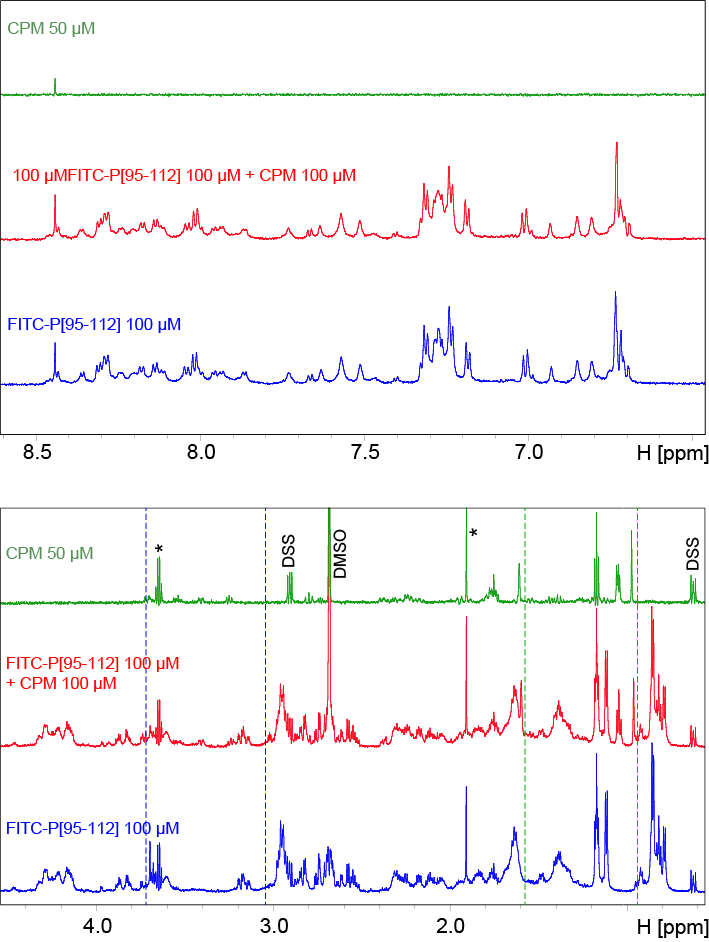 CPM 50 µM
100 µMFITC-P[95-112] 100 µM + CPM 100 µM
FITC-P[95-112] 100 µM
8.5 8.0 7.5 7.0 H [ppm]
CPM 50 µM
* DSS DMSO * DSS
FITC-P[95-112] 100 µM
+ CPM 100 µM
FITC-P[95-112] 100 µM
4.0 3.0 2.0 H [ppm]